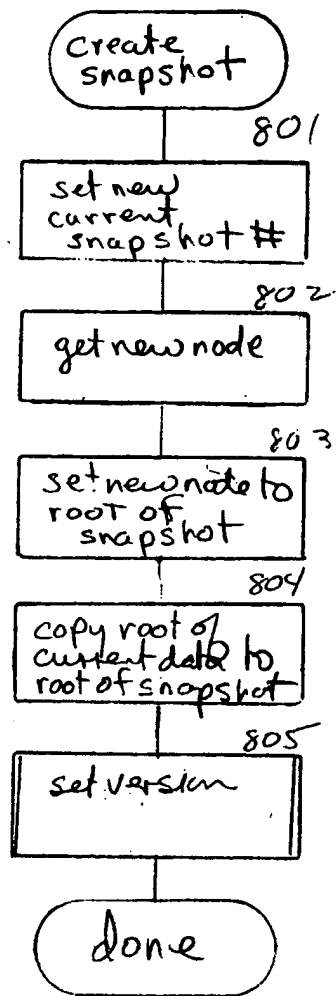 create
snapshot
801
set new
current
snapshot #
802
get new node
803
set new node to
root of
snapshot
804
copy root of
current data to
root of snapshot
805
set version
done